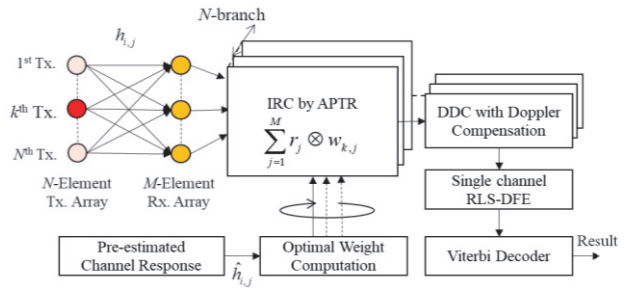 N-branch
h_{i,j}
1st Tx.
kth Tx.
Nth Tx.
N-Element
Tx. Array
M-Element
Rx. Array
IRC by APTR
\sum_{j=1}^{M} r_j ⊗ w_{k,j}
DDC with Doppler
Compensation
Single channel
RLS-DFE
Viterbi Decoder
Result
Pre-estimated
Channel Response
ĥ_{i,j}
Optimal Weight
Computation